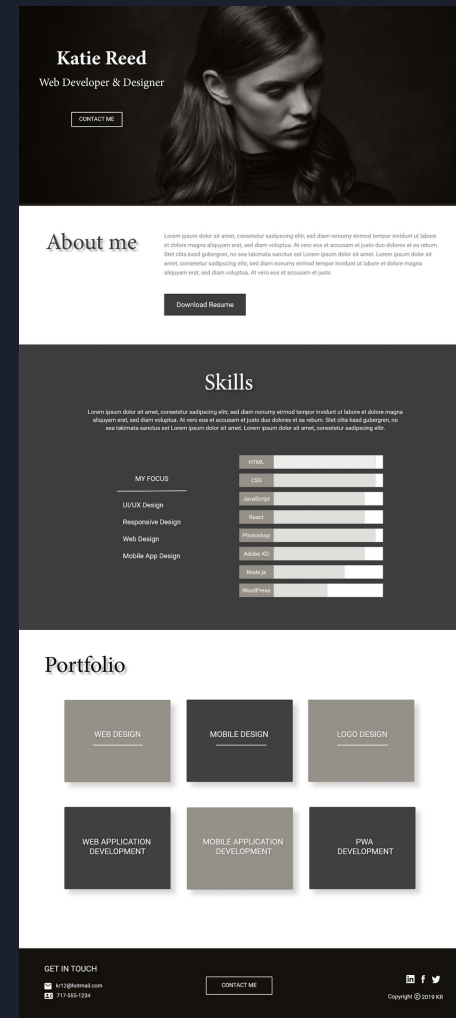 Katie Reed
Web Developer & Designer
CONTACT ME
About me
Lorem ipsum dolor sit amet, consetetur sadipscing elitr, sed diam nonumy eirmod tempor invidunt ut labore
et dolore magna aliquyam erat, sed diam voluptua. At vero eos et accusam et justo duo dolores et ea rebum.
Stet clita kasd gubergren, no sea takimata sanctus est Lorem ipsum dolor sit amet. Lorem ipsum dolor sit
amet, consetetur sadipscing elitr, sed diam nonumy eirmod tempor invidunt ut labore et dolore magna
aliquyam erat, sed diam voluptua. At vero eos et accusam et justo
Download Resume
Skills
Lorem ipsum dolor sit amet, consetetur sadipscing elitr, sed diam nonumy eirmod tempor invidunt ut labore et dolore magna
aliquyam erat, sed diam voluptua. At vero eos et accusam et justo duo dolores et ea rebum. Stet clita kasd gubergren, no
sea takimata sanctus est Lorem ipsum dolor sit amet. Lorem ipsum dolor sit amet, consetetur sadipscing elitr.
MY FOCUS
UI/UX Design
Responsive Design
Web Design
Mobile App Design
HTML
CSS
JavaScript
React
Photoshop
Adobe XD
Node.js
WordPress
Portfolio
WEB DESIGN
MOBILE DESIGN
LOGO DESIGN
WEB APPLICATION
DEVELOPMENT
MOBILE APPLICATION
DEVELOPMENT
PWA
DEVELOPMENT
GET IN TOUCH
kr12@hotmail.com
717-555-1234
CONTACT ME
Copyright © 2019 KR